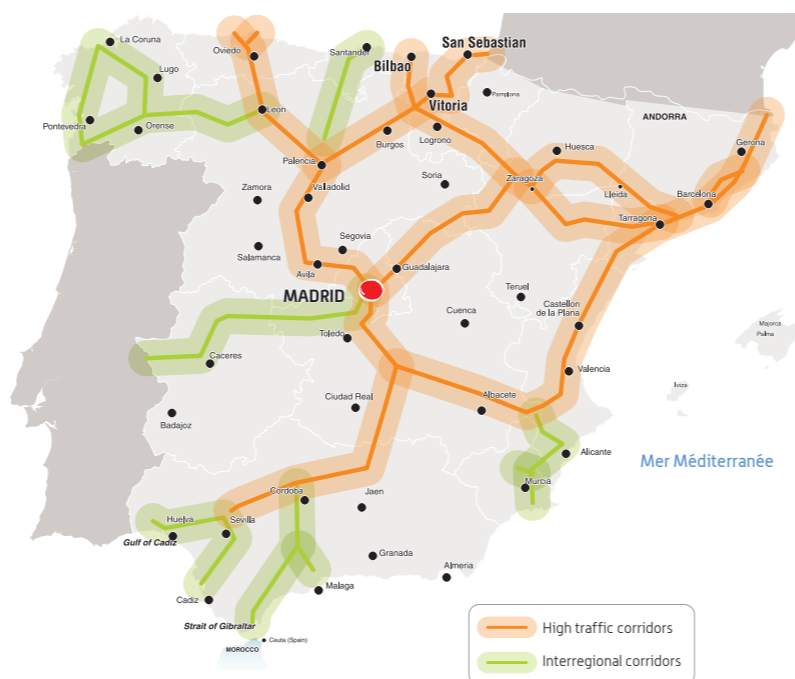 La Coruna
Oviedo
Santander
San Sebastian
Bilbao
Lugo
Vitoria
Pamplona
Leon
ANDORRA
Pontevedra
Orense
Burgos
Logrono
Huesca
Gerona
Palencia
Soria
Zaragoza
Lleida
Barcelona
Zamora
Valladolid
Tarragona
Segovia
Salamanca
Avila
Guadalajara
MADRID
Teruel
Cuenca
Castellon
de la Plana
Majorca
Palma
Toledo
Caceres
Valencia
Iviza
Ciudad Real
Albacete
Badajoz
Alicante
Mer Méditerranée
Murcia
Cordoba
Jaen
Huelva
Sevilla
Gulf of Cadiz
Granada
Almeria
Cadiz
Malaga
Strait of Gibraltar
Ceuta (Spain)
MOROCCO
High traffic corridors
Interregional corridors